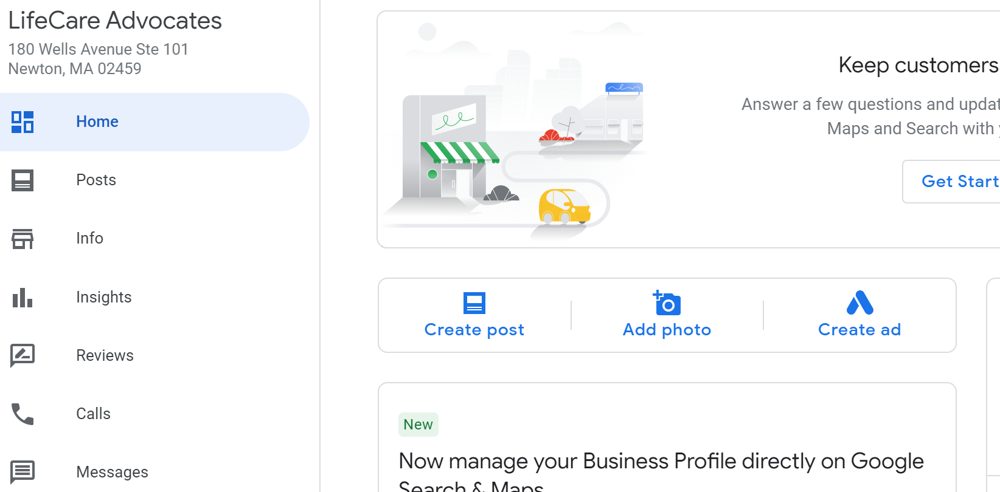 LifeCare Advocates
180 Wells Avenue Ste 101
Newton, MA 02459
Home
Posts
Info
Insights
Reviews
Calls
Messages
Keep customers
Answer a few questions and updat
Maps and Search with
Get Start
Create post
Add photo
Create ad
New
Now manage your Business Profile directly on Google
Search & Maps